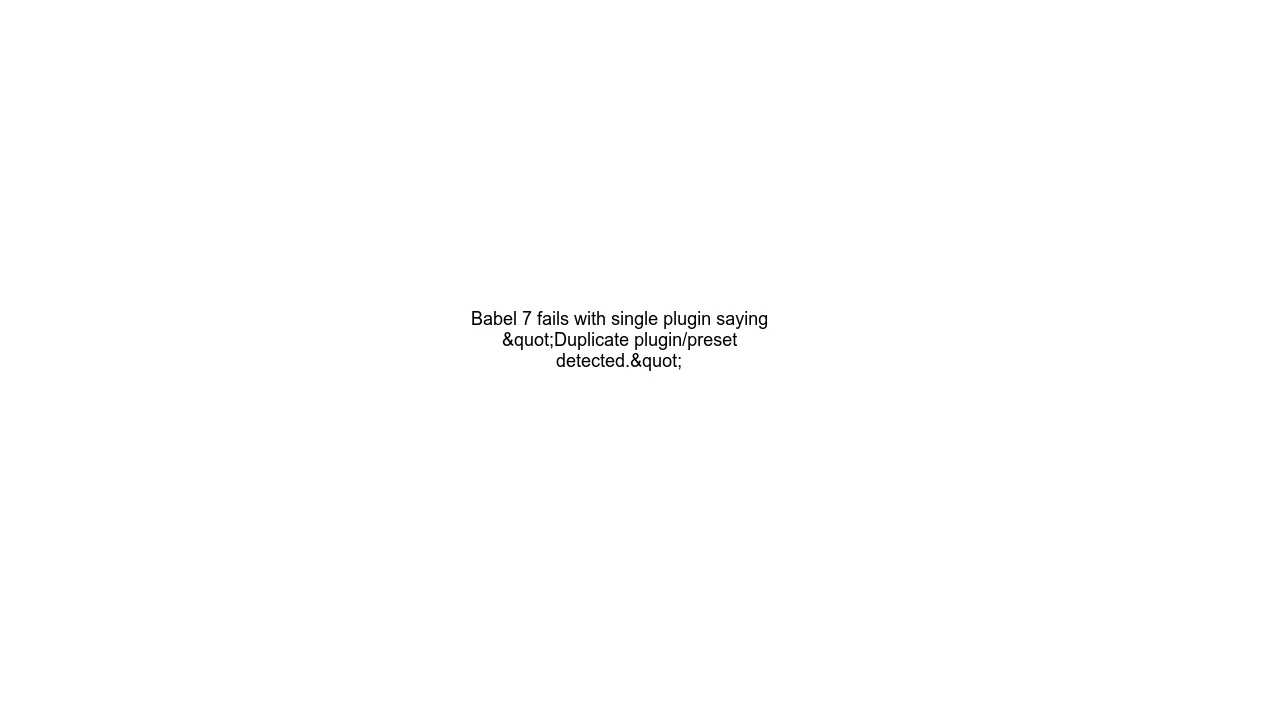 Babel 7 fails with single plugin saying
&quot;Duplicate plugin/preset
detected.&quot;